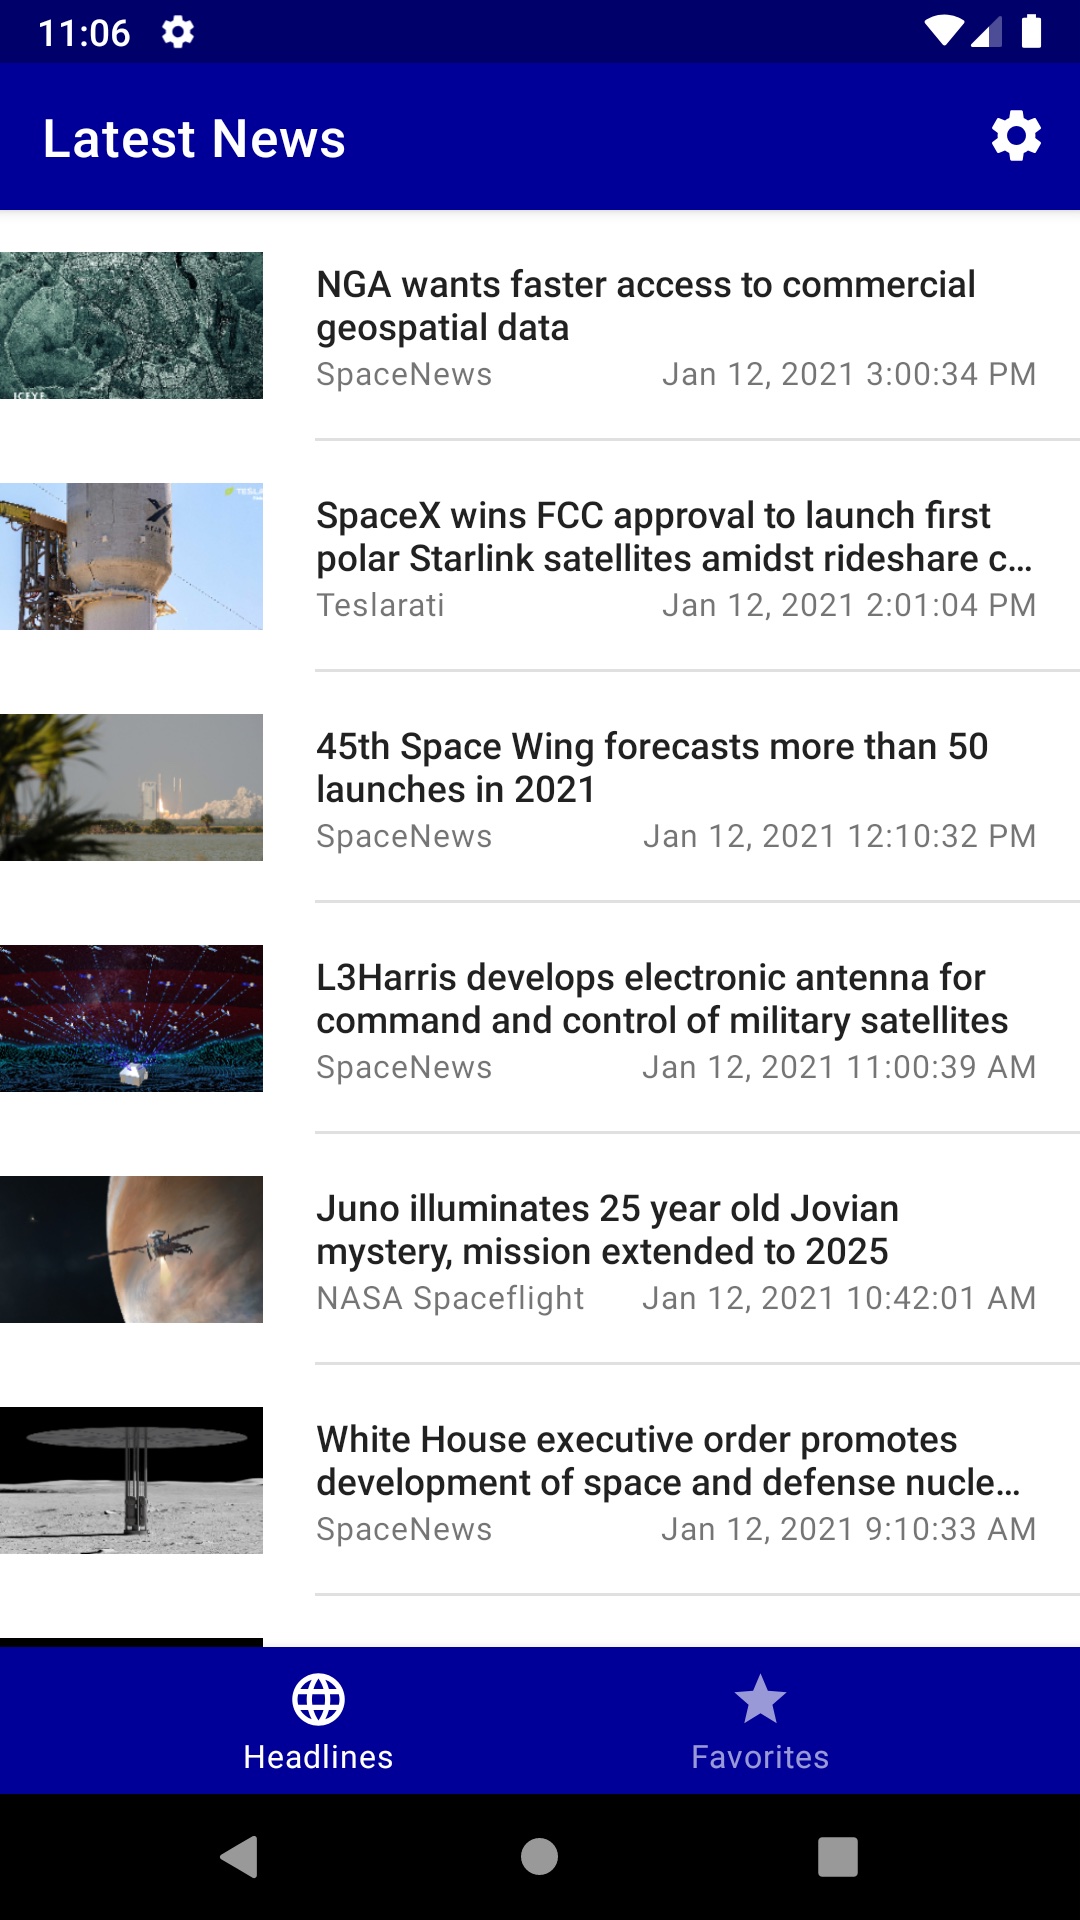 11:06
Latest News
ICEYE
NGA wants faster access to commercial
geospatial data
SpaceNews Jan 12, 2021 3:00:34 PM
SpaceX wins FCC approval to launch first
polar Starlink satellites amidst rideshare c...
Teslarati Jan 12, 2021 2:01:04 PM
45th Space Wing forecasts more than 50
launches in 2021
SpaceNews Jan 12, 2021 12:10:32 PM
L3Harris develops electronic antenna for
command and control of military satellites
SpaceNews Jan 12, 2021 11:00:39 AM
Juno illuminates 25 year old Jovian
mystery, mission extended to 2025
NASA Spaceflight Jan 12, 2021 10:42:01 AM
White House executive order promotes
development of space and defense nucle...
SpaceNews Jan 12, 2021 9:10:33 AM
Headlines Favorites